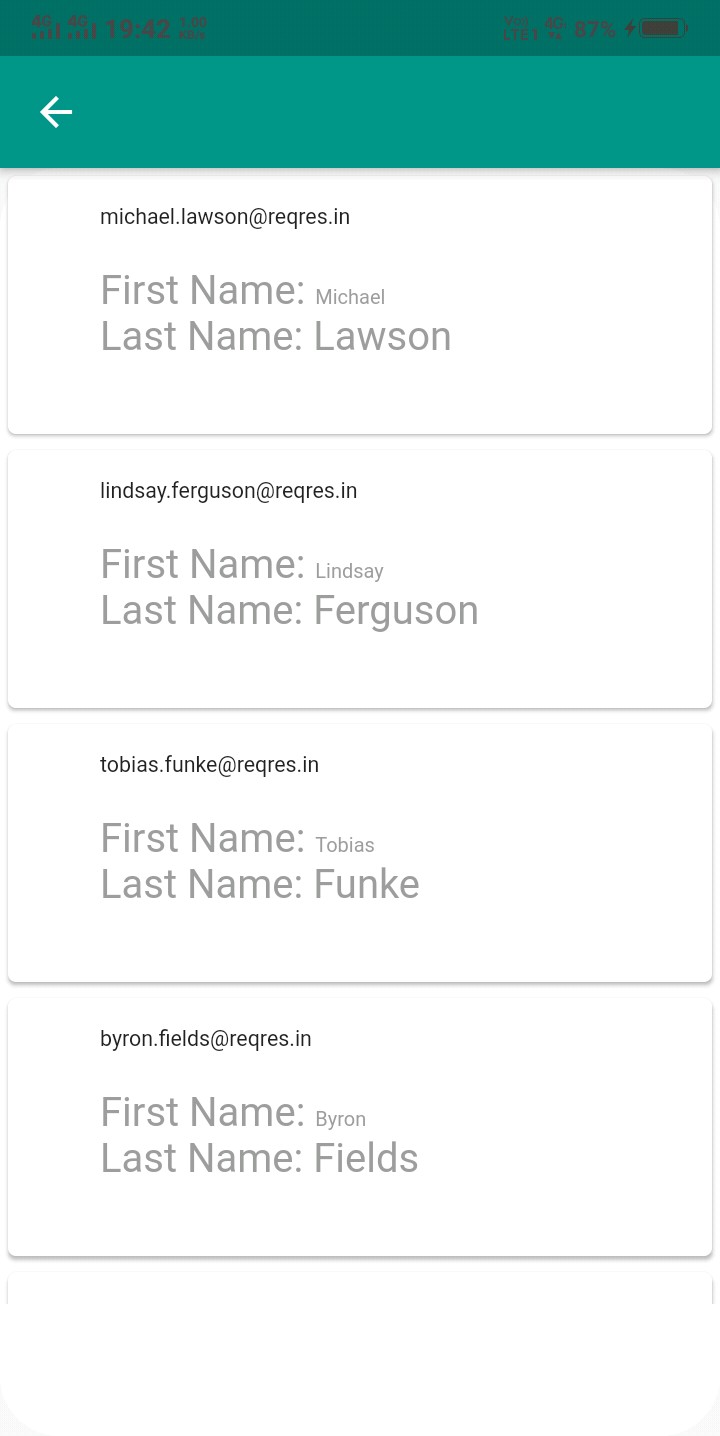 4G 4G 19:42 1.00 KB/s Vo)) LTE 1 4G 87%
michael.lawson@reqres.in
First Name: Michael
Last Name: Lawson
lindsay.ferguson@reqres.in
First Name: Lindsay
Last Name: Ferguson
tobias.funke@reqres.in
First Name: Tobias
Last Name: Funke
byron.fields@reqres.in
First Name: Byron
Last Name: Fields